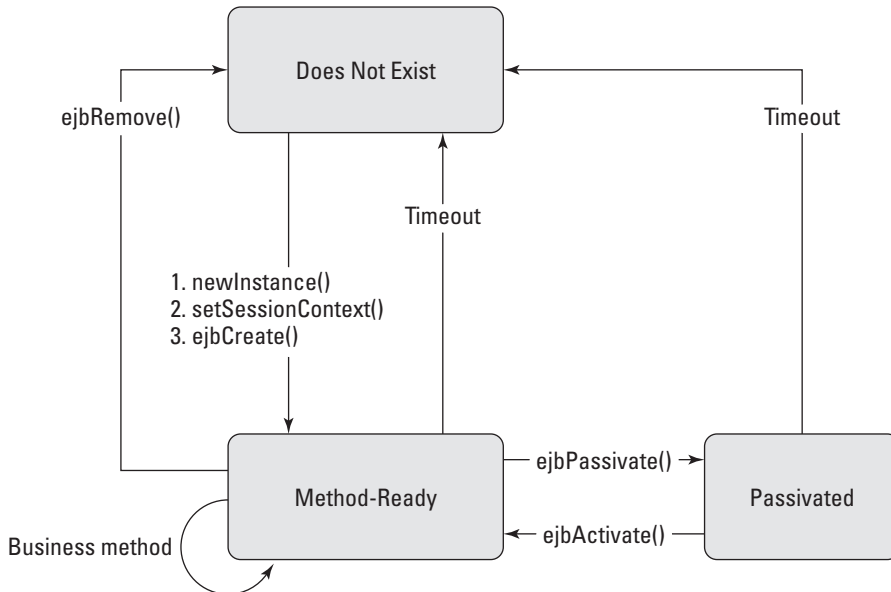 Does Not Exist
ejbRemove()
Timeout
Timeout
1. newInstance()
2. setSessionContext()
3. ejbCreate()
ejbPassivate()
Method-Ready
Passivated
ejbActivate()
Business method